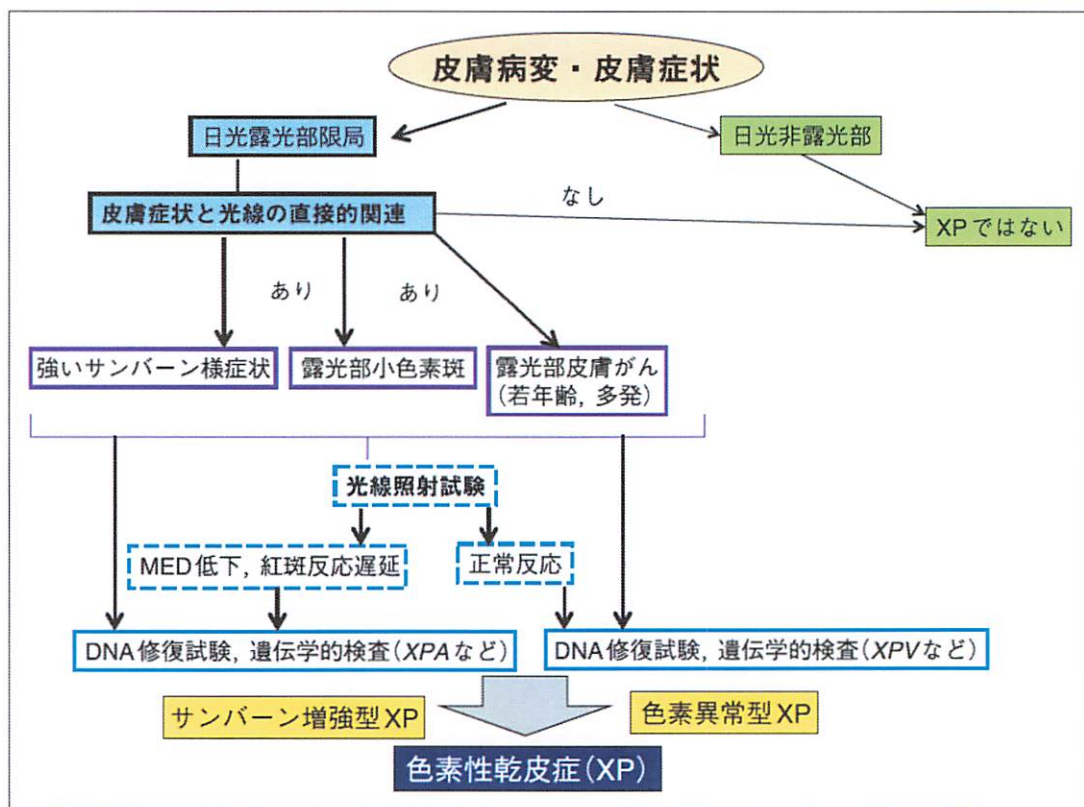 皮膚病変・皮膚症状
日光露光部限局
日光非露光部
皮膚症状と光線の直接的関連
なし
XPではない
あり
あり
強いサンバーン様症状
露光部小色素斑
露光部皮膚がん
(若年齢, 多発)
光線照射試験
MED低下, 紅斑反応遅延
正常反応
DNA修復試験, 遺伝学的検査(XPAなど)
DNA修復試験, 遺伝学的検査(XPVなど)
サンバーン増強型XP
色素異常型XP
色素性乾皮症(XP)